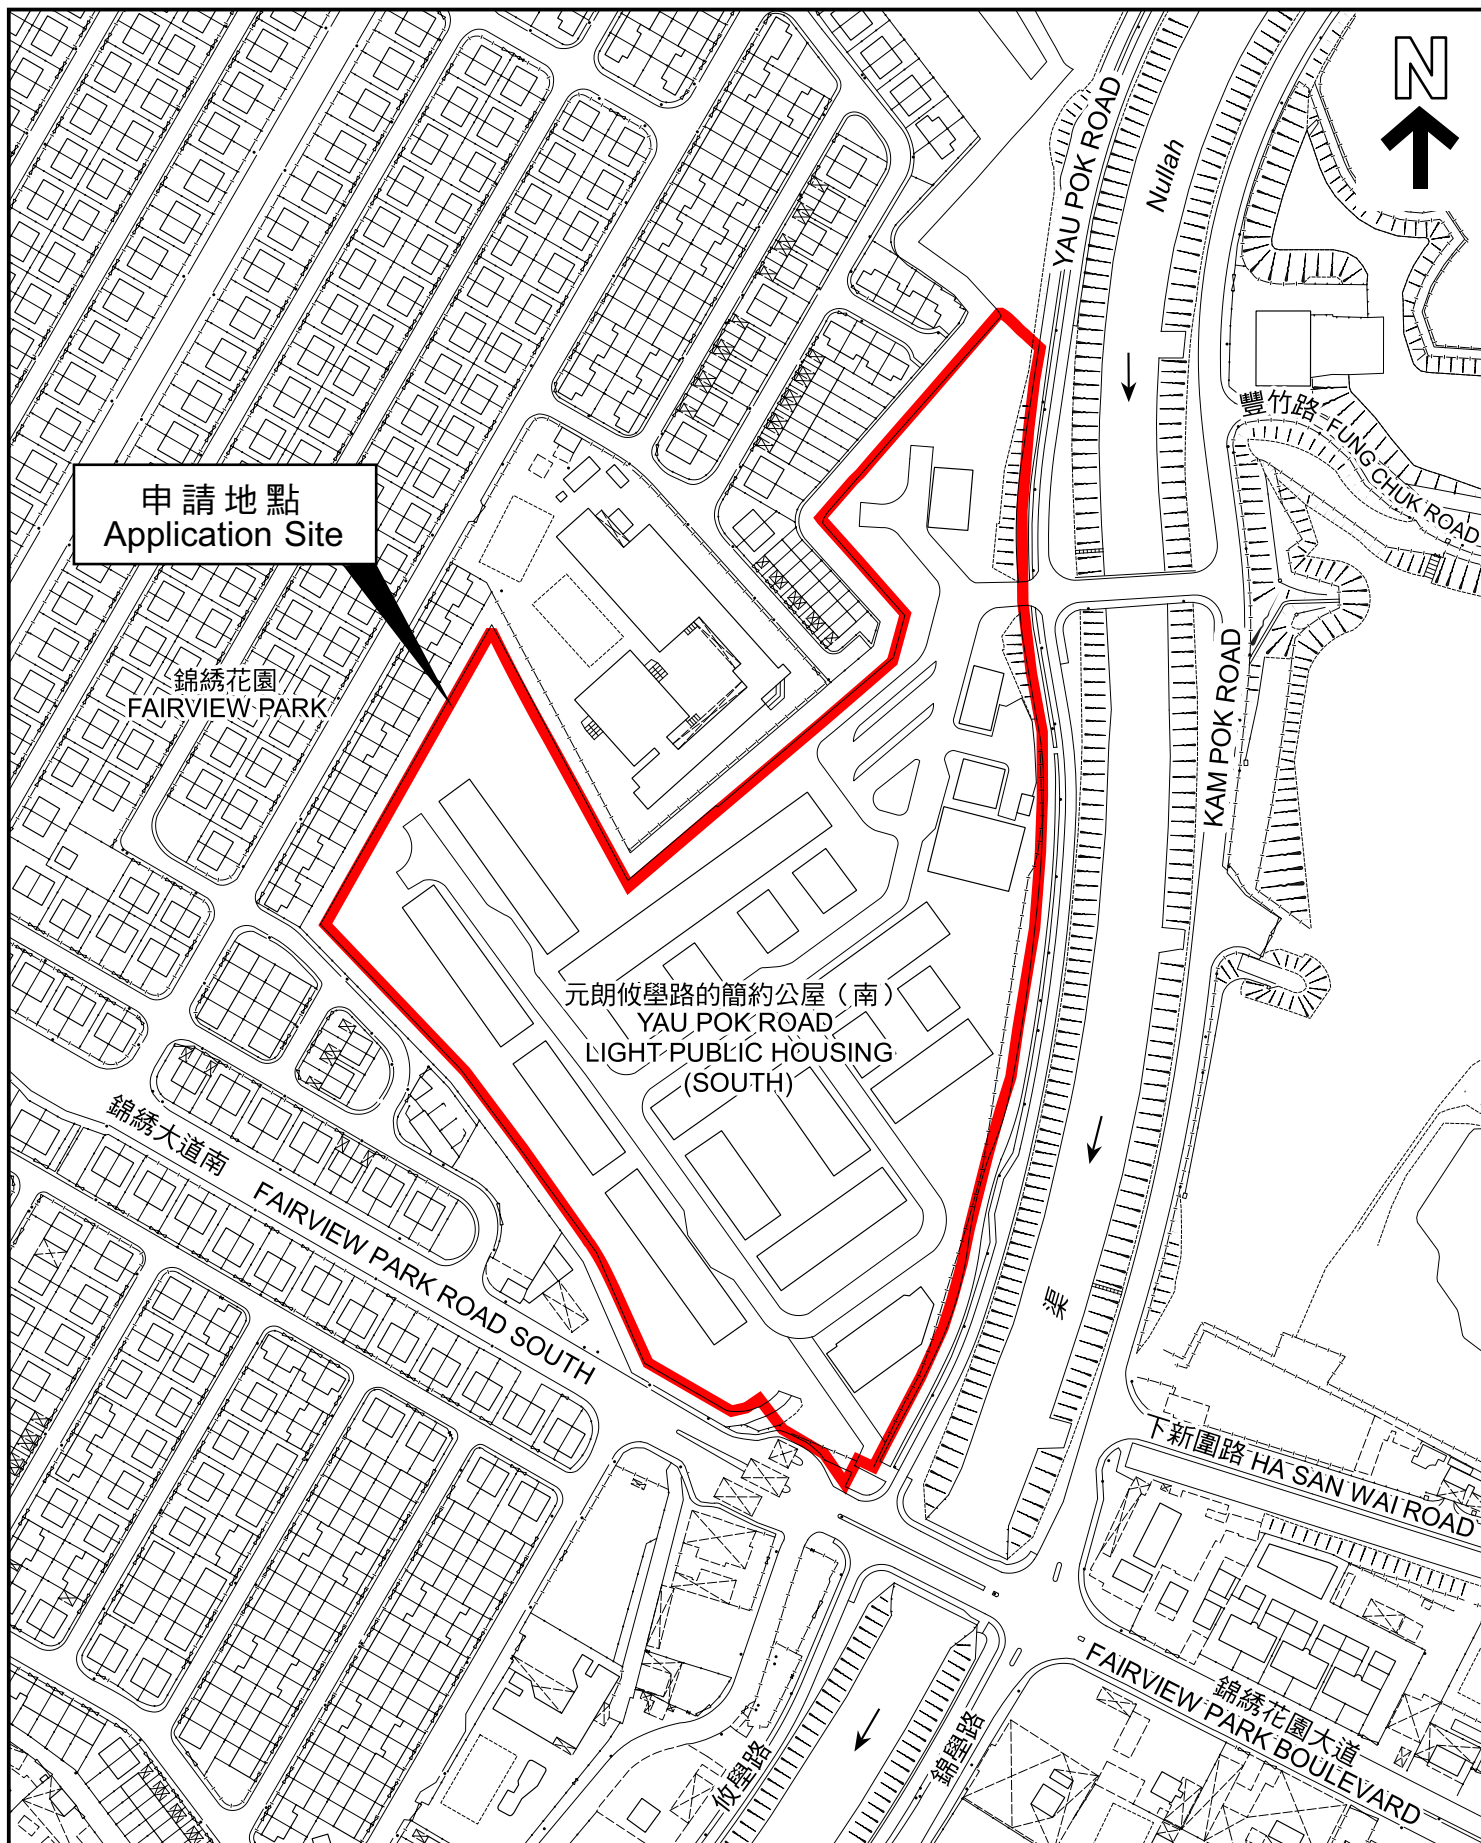 N
YAU POK ROAD
Nullah
豐竹路 FUNG CHUK ROAD
申請地點
Application Site
錦綉花園
FAIRVIEW PARK
KAM POK ROAD
元朗攸壆路的簡約公屋（南）
YAU POK ROAD
LIGHT PUBLIC HOUSING
(SOUTH)
錦綉大道南
FAIRVIEW PARK ROAD SOUTH
渠
下新圍路 HA SAN WAI ROAD
錦綉花園大道
FAIRVIEW PARK BOULEVARD
攸壆路
錦壆路